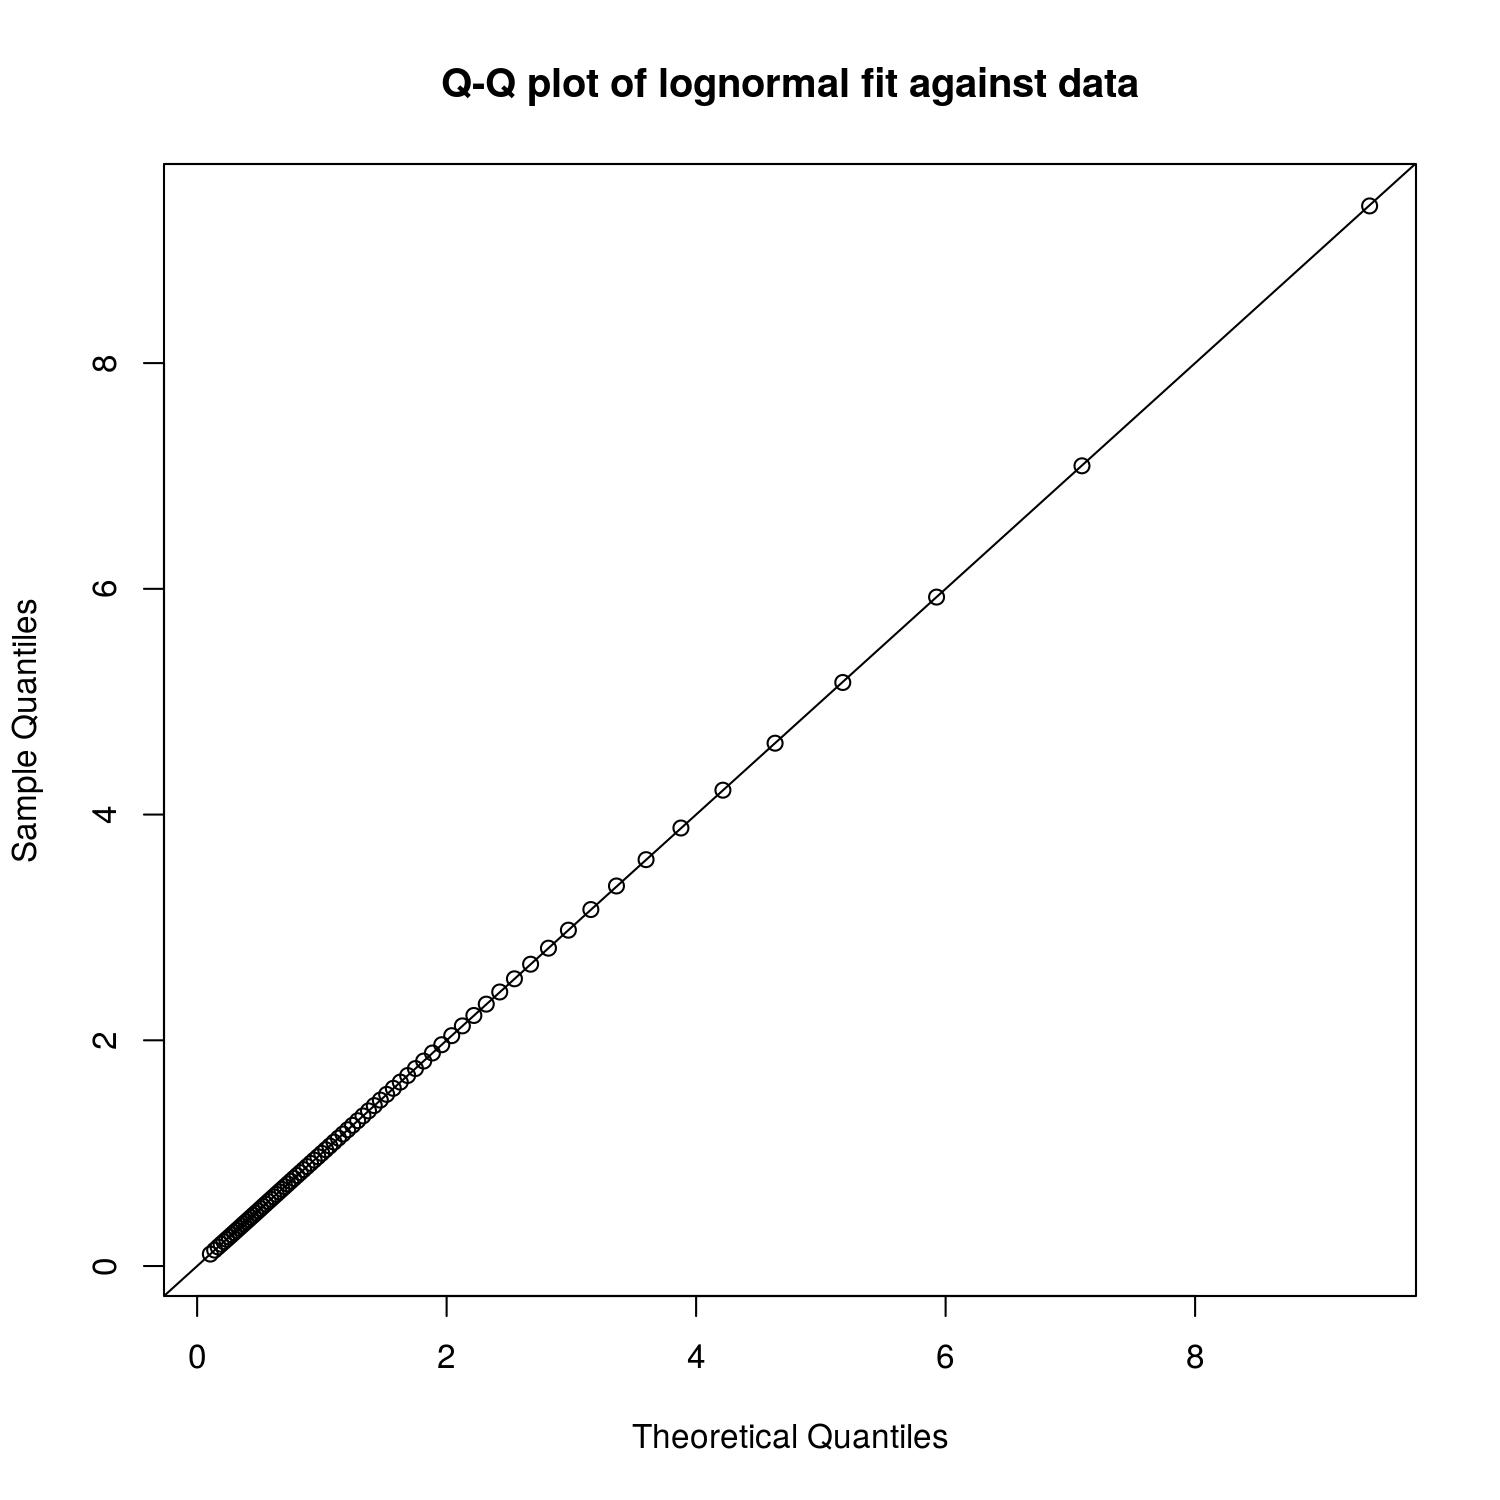 Q-Q plot of lognormal fit against data
Sample Quantiles
8
6
4
2
0
0 2 4 6 8
Theoretical Quantiles